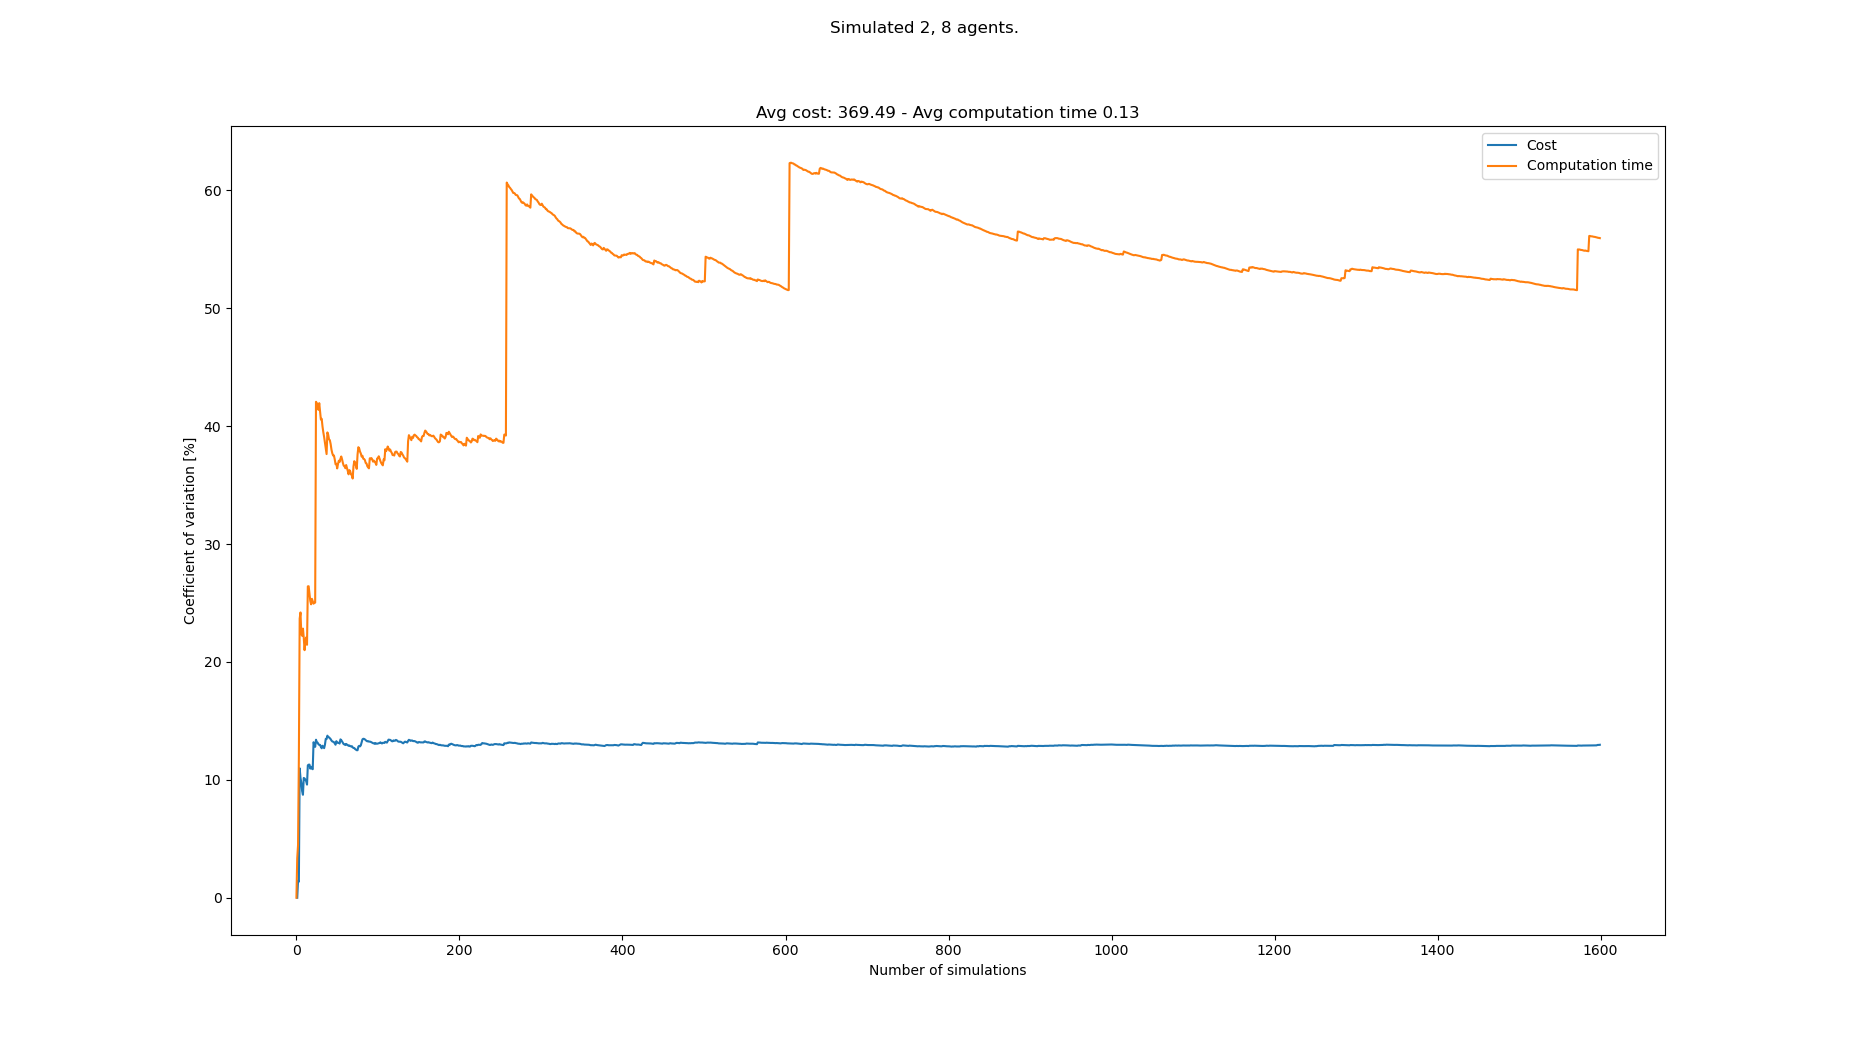 Simulated 2, 8 agents.
Avg cost: 369.49 - Avg computation time 0.13
Cost
Computation time
60
50
40
30
20
10
0
Coefficient of variation [%]
0 200 400 600 800 1000 1200 1400 1600
Number of simulations